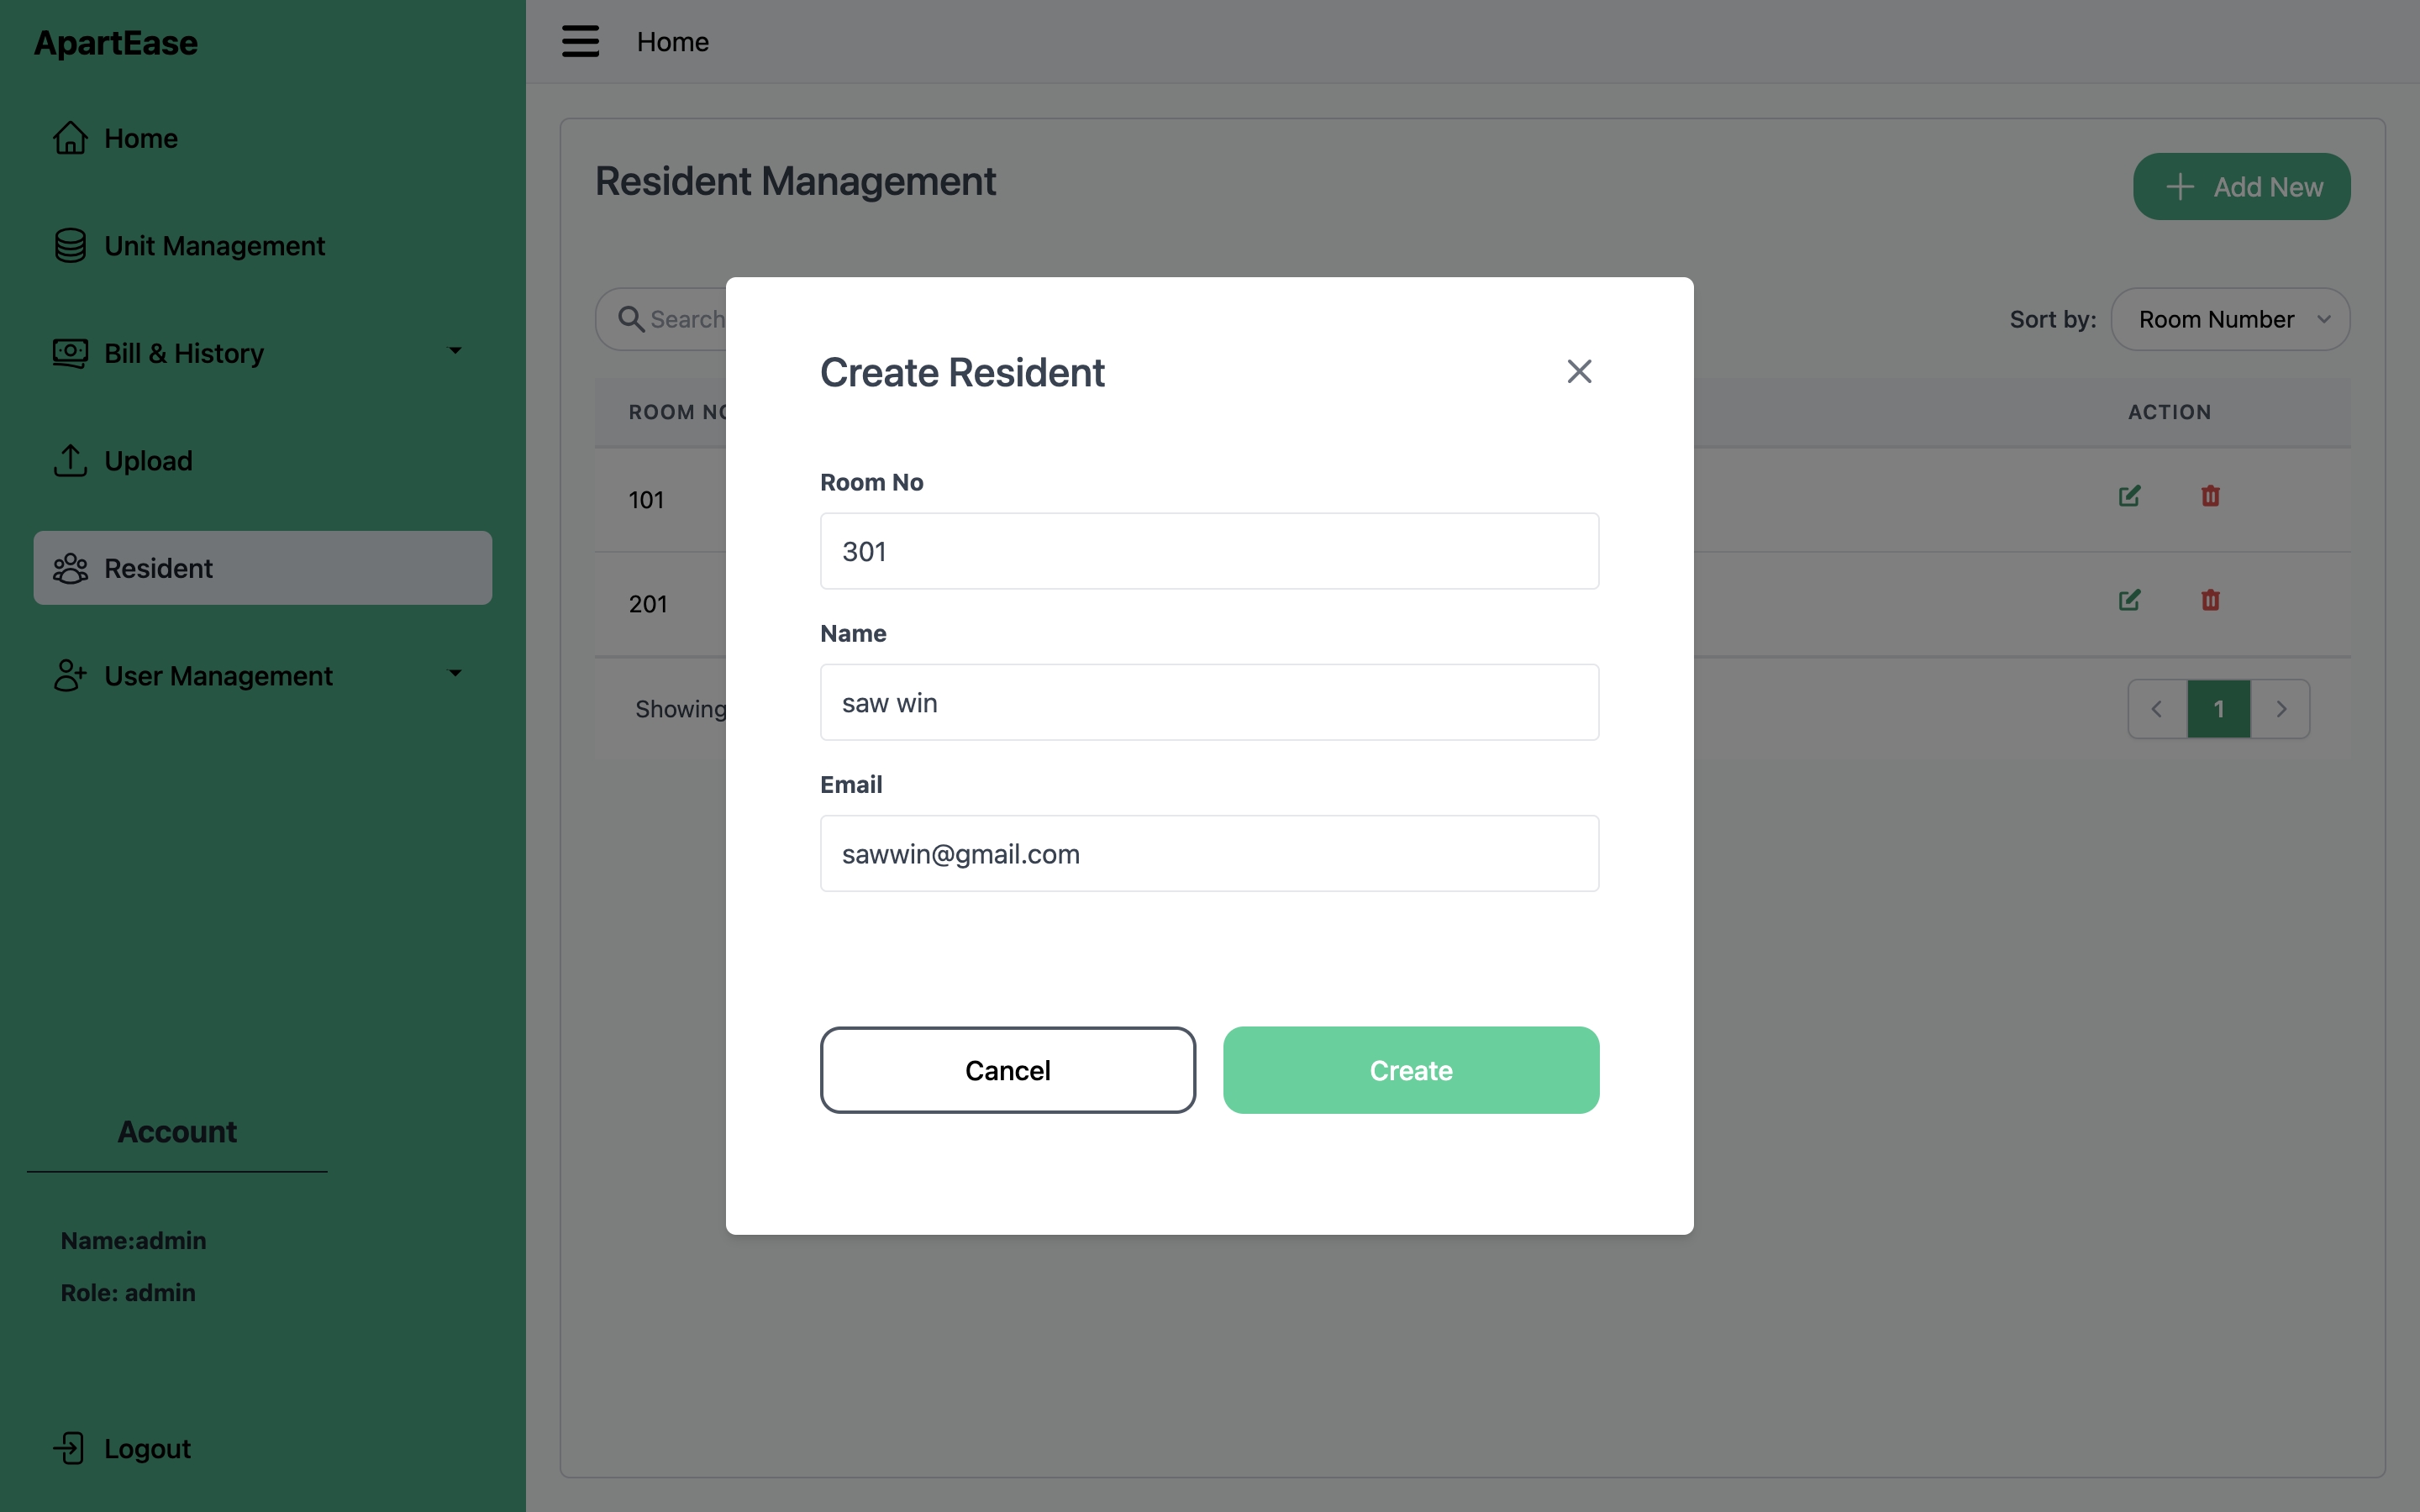 ApartEase
Home
Unit Management
Bill & History
Upload
Resident
User Management
Account
Name:admin
Role: admin
Logout
Home
Resident Management
Add New
Search
Sort by:
Room Number
ROOM NO
ACTION
101
201
Showing
1
Create Resident
Room No
301
Name
saw win
Email
sawwin@gmail.com
Cancel
Create